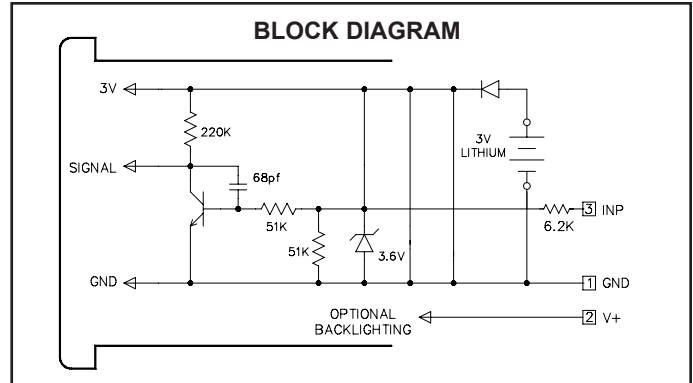 BLOCK DIAGRAM
3V
220K
3V
LITHIUM
SIGNAL
68pf
51K
3 INP
6.2K
51K
3.6V
GND
1 GND
OPTIONAL
BACKLIGHTING
2 V+